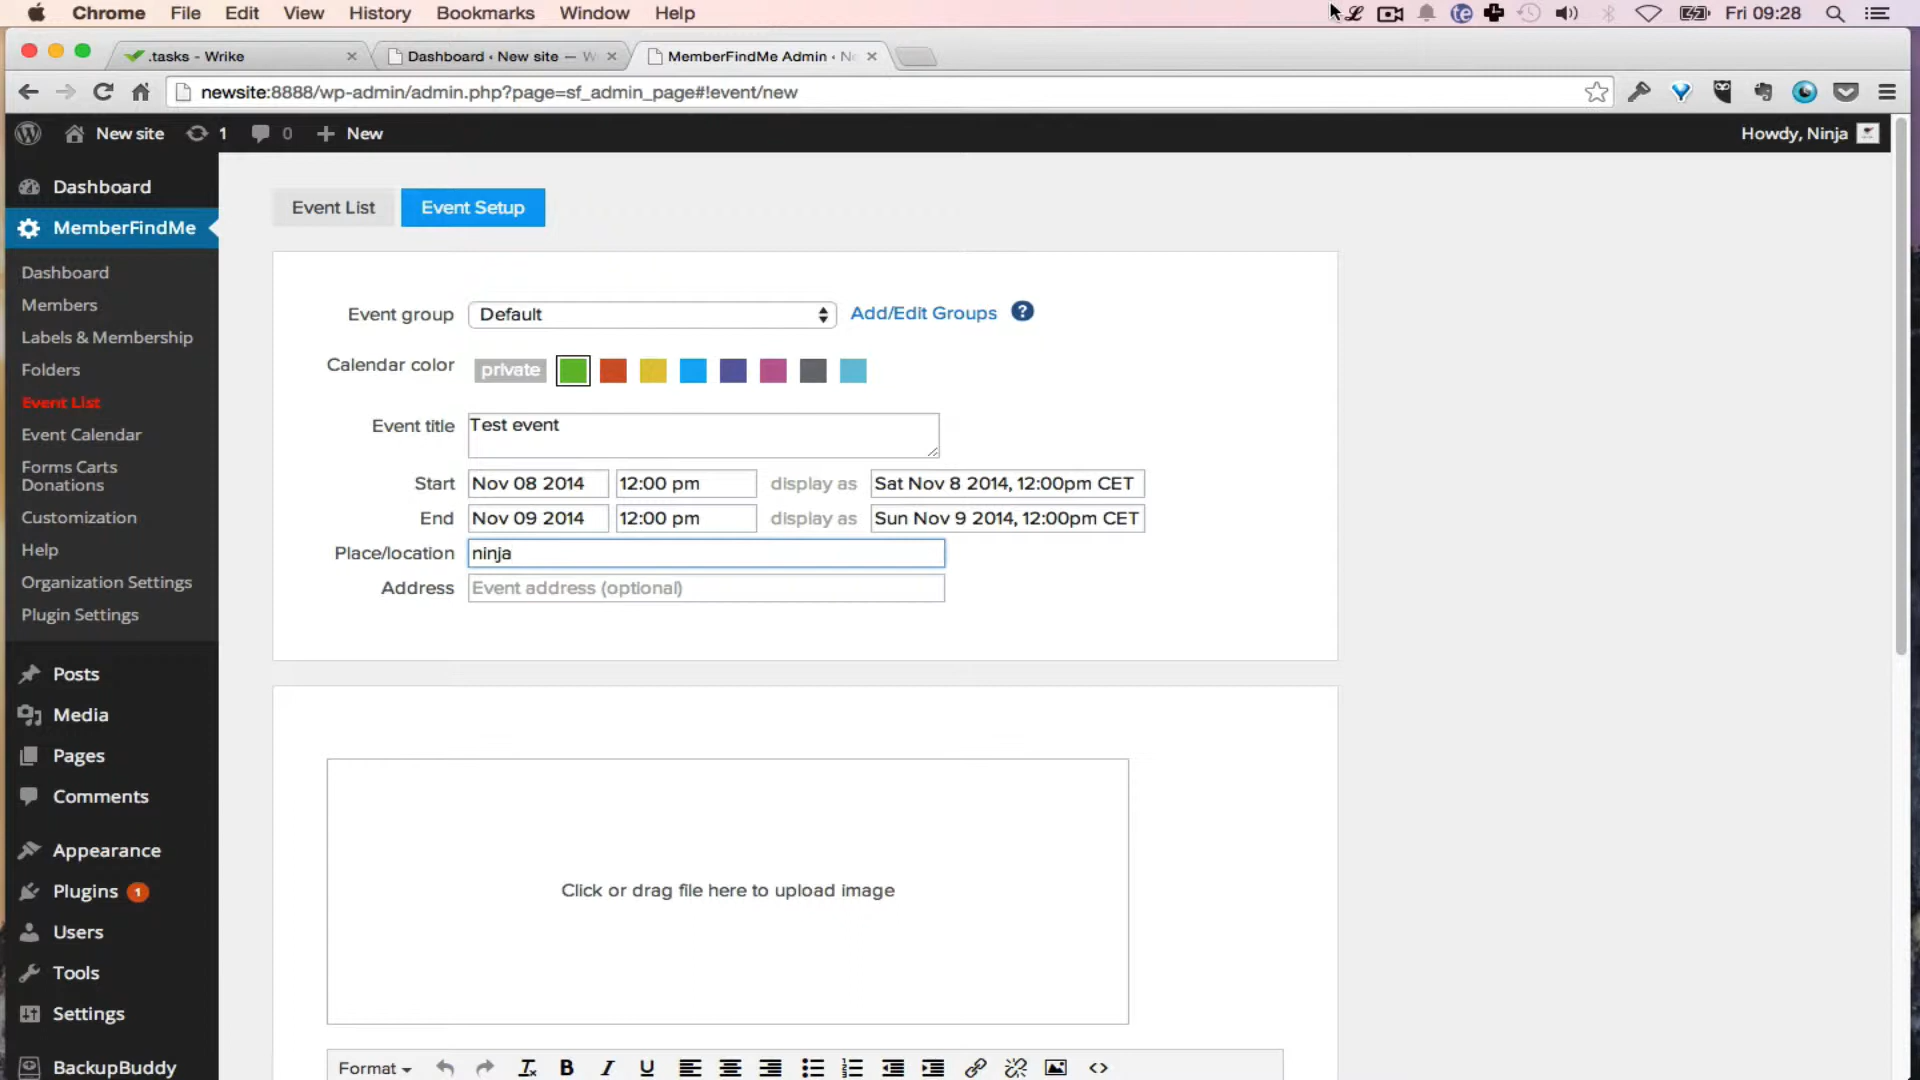 Chrome File Edit View History Bookmarks Window Help Fri 09:28
.tasks - Wrike Dashboard ‹ New site — W MemberFindMe Admin ‹ Ne
newsite:8888/wp-admin/admin.php?page=sf_admin_page#!event/new
New site 1 0 + New Howdy, Ninja
Dashboard
MemberFindMe
Dashboard
Members
Labels & Membership
Folders
Event List
Event Calendar
Forms Carts
Donations
Customization
Help
Organization Settings
Plugin Settings
Posts
Media
Pages
Comments
Appearance
Plugins 1
Users
Tools
Settings
BackupBuddy
Event List Event Setup
Event group Default Add/Edit Groups ?
Calendar color private
Event title Test event
Start Nov 08 2014 12:00 pm display as Sat Nov 8 2014, 12:00pm CET
End Nov 09 2014 12:00 pm display as Sun Nov 9 2014, 12:00pm CET
Place/location ninja
Address Event address (optional)
Click or drag file here to upload image
Format B I U